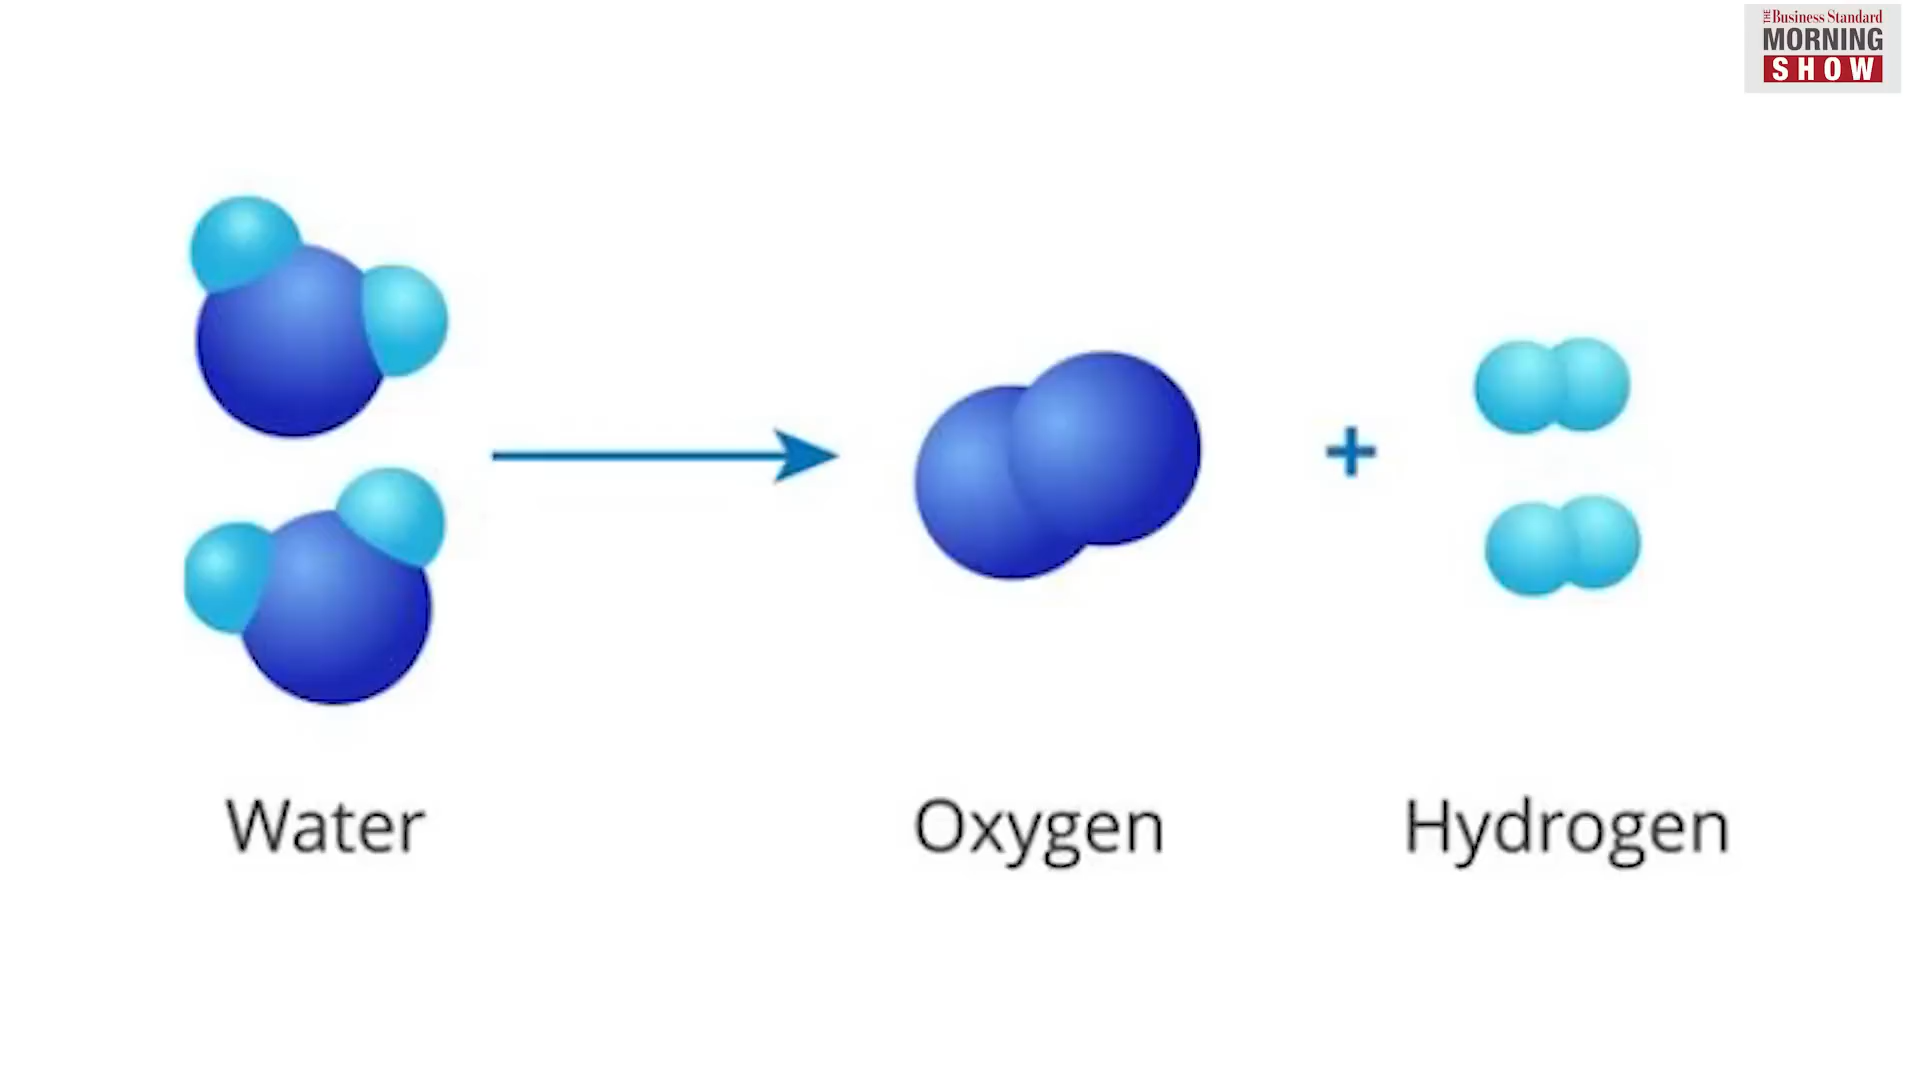 THE Business Standard
MORNING
SHOW
+
Water
Oxygen
Hydrogen